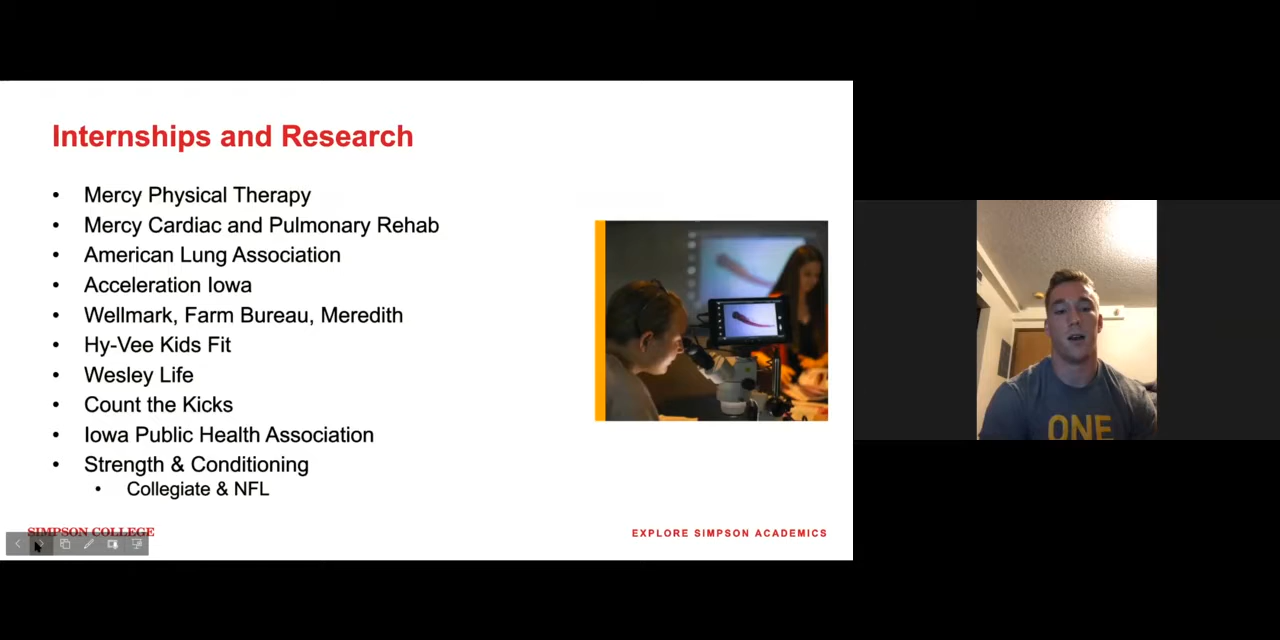 Internships and Research
• Mercy Physical Therapy
• Mercy Cardiac and Pulmonary Rehab
• American Lung Association
• Acceleration Iowa
• Wellmark, Farm Bureau, Meredith
• Hy-Vee Kids Fit
• Wesley Life
• Count the Kicks
• Iowa Public Health Association
• Strength & Conditioning
• Collegiate & NFL
SIMPSON COLLEGE
EXPLORE SIMPSON ACADEMICS
ONE